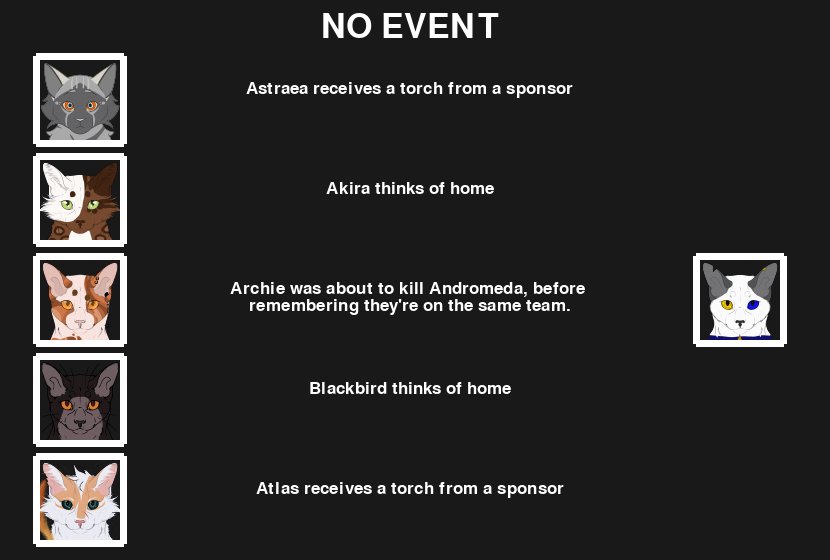 NO EVENT
Astraea receives a torch from a sponsor
Akira thinks of home
Archie was about to kill Andromeda, before
remembering they're on the same team.
Blackbird thinks of home
Atlas receives a torch from a sponsor